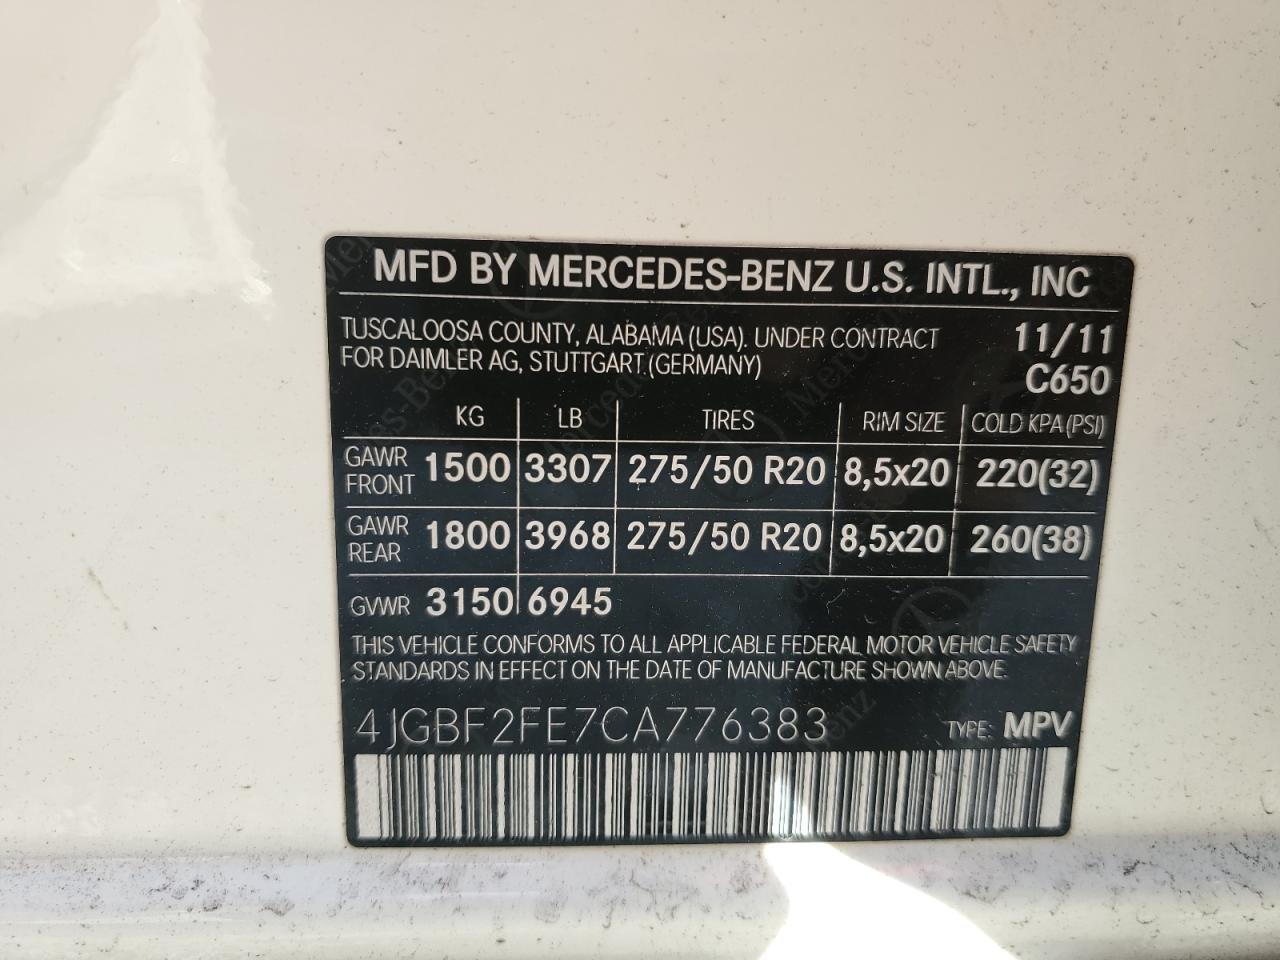 MFD BY MERCEDES-BENZ U.S. INTL., INC
TUSCALOOSA COUNTY, ALABAMA (USA). UNDER CONTRACT
FOR DAIMLER AG, STUTTGART (GERMANY)
11/11
C650
KG LB TIRES RIM SIZE COLD KPA (PSI)
GAWR FRONT 1500 3307 275/50 R20 8,5x20 220(32)
GAWR REAR 1800 3968 275/50 R20 8,5x20 260(38)
GVWR 3150 6945
THIS VEHICLE CONFORMS TO ALL APPLICABLE FEDERAL MOTOR VEHICLE SAFETY
STANDARDS IN EFFECT ON THE DATE OF MANUFACTURE SHOWN ABOVE.
4JGBF2FE7CA776383 TYPE: MPV